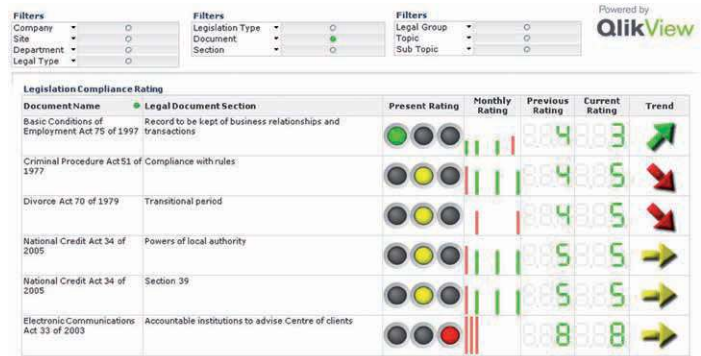 Powered by
QlikView
Filters
Company
Site
Department
Legal Type
Filters
Legislation Type
Document
Section
Filters
Legal Group
Topic
Sub Topic
Legislation Compliance Rating
Document Name Legal Document Section Present Rating Monthly Rating Previous Rating Current Rating Trend
Basic Conditions of Record to be kept of business relationships and
Employment Act 75 of 1997 transactions
4 3
Criminal Procedure Act 51 of Compliance with rules
1977
4 5
Divorce Act 70 of 1979 Transitional period
4 5
National Credit Act 34 of Powers of local authority
2005
5 5
National Credit Act 34 of Section 39
2005
5 5
Electronic Communications Accountable institutions to advise Centre of clients
Act 33 of 2003
8 8